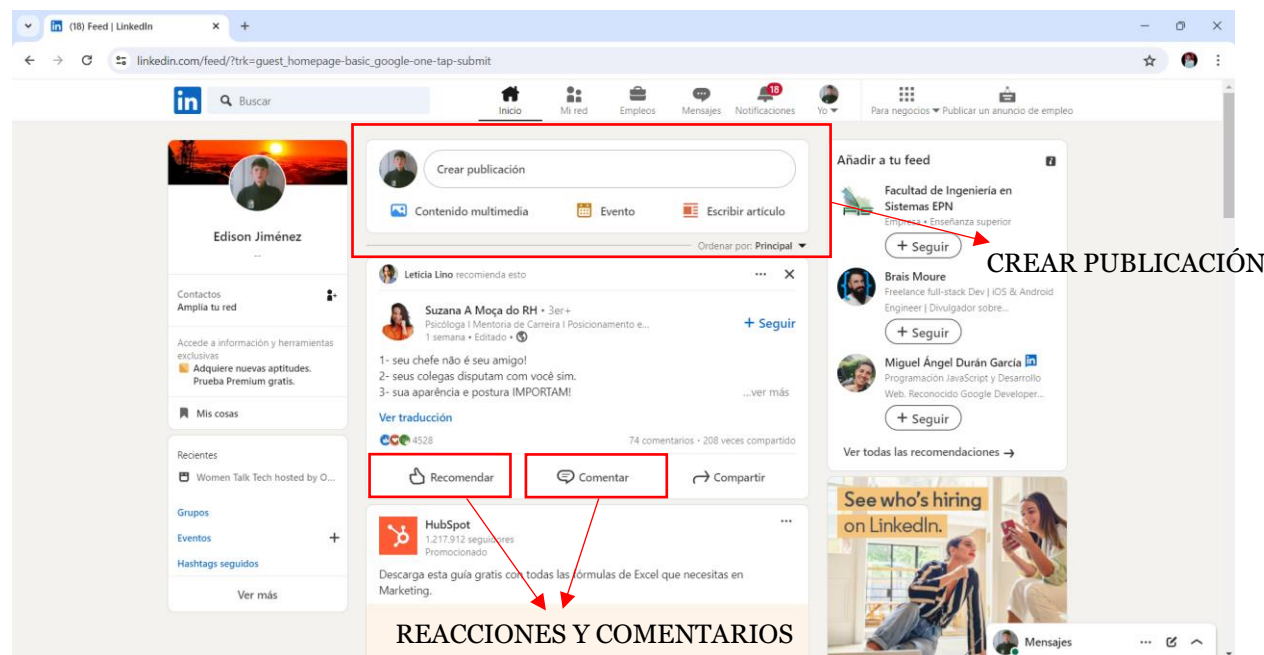 (18) Feed | LinkedIn
linkedin.com/feed/?trk=guest_homepage-basic_google-one-tap-submit
in
Buscar
Inicio
Mi red
Empleos
Mensajes
18
Notificaciones
Yo
Para negocios
Publicar un anuncio de empleo
Edison Jiménez
--
Contactos
Amplía tu red
Accede a información y herramientas
exclusivas
Adquiere nuevas aptitudes.
Prueba Premium gratis.
Mis cosas
Recientes
Women Talk Tech hosted by O...
Grupos
Eventos
Hashtags seguidos
Ver más
Crear publicación
Contenido multimedia
Evento
Escribir artículo
Ordenar por: Principal
Leticia Lino recomienda esto
Suzana A Moça do RH • 3er+
Psicóloga I Mentoria de Carreira I Posicionamento e...
1 semana • Editado •
+ Seguir
1- seu chefe não é seu amigo!
2- seus colegas disputam com você sim.
3- sua aparência e postura IMPORTAM!
...ver más
Ver traducción
4528
74 comentarios • 208 veces compartido
Recomendar
Comentar
Compartir
HubSpot
1.217.912 seguidores
Promocionado
Descarga esta guía gratis con todas las fórmulas de Excel que necesitas en
Marketing.
REACCIONES Y COMENTARIOS
Añadir a tu feed
Facultad de Ingeniería en
Sistemas EPN
Empresa • Enseñanza superior
+ Seguir
CREAR PUBLICACIÓN
Brais Moure
Freelance full-stack Dev | iOS & Android
Engineer | Divulgador sobre...
+ Seguir
Miguel Ángel Durán García in
Programación JavaScript y Desarrollo
Web. Reconocido Google Developer...
+ Seguir
Ver todas las recomendaciones →
See who's hiring
on LinkedIn.
Mensajes